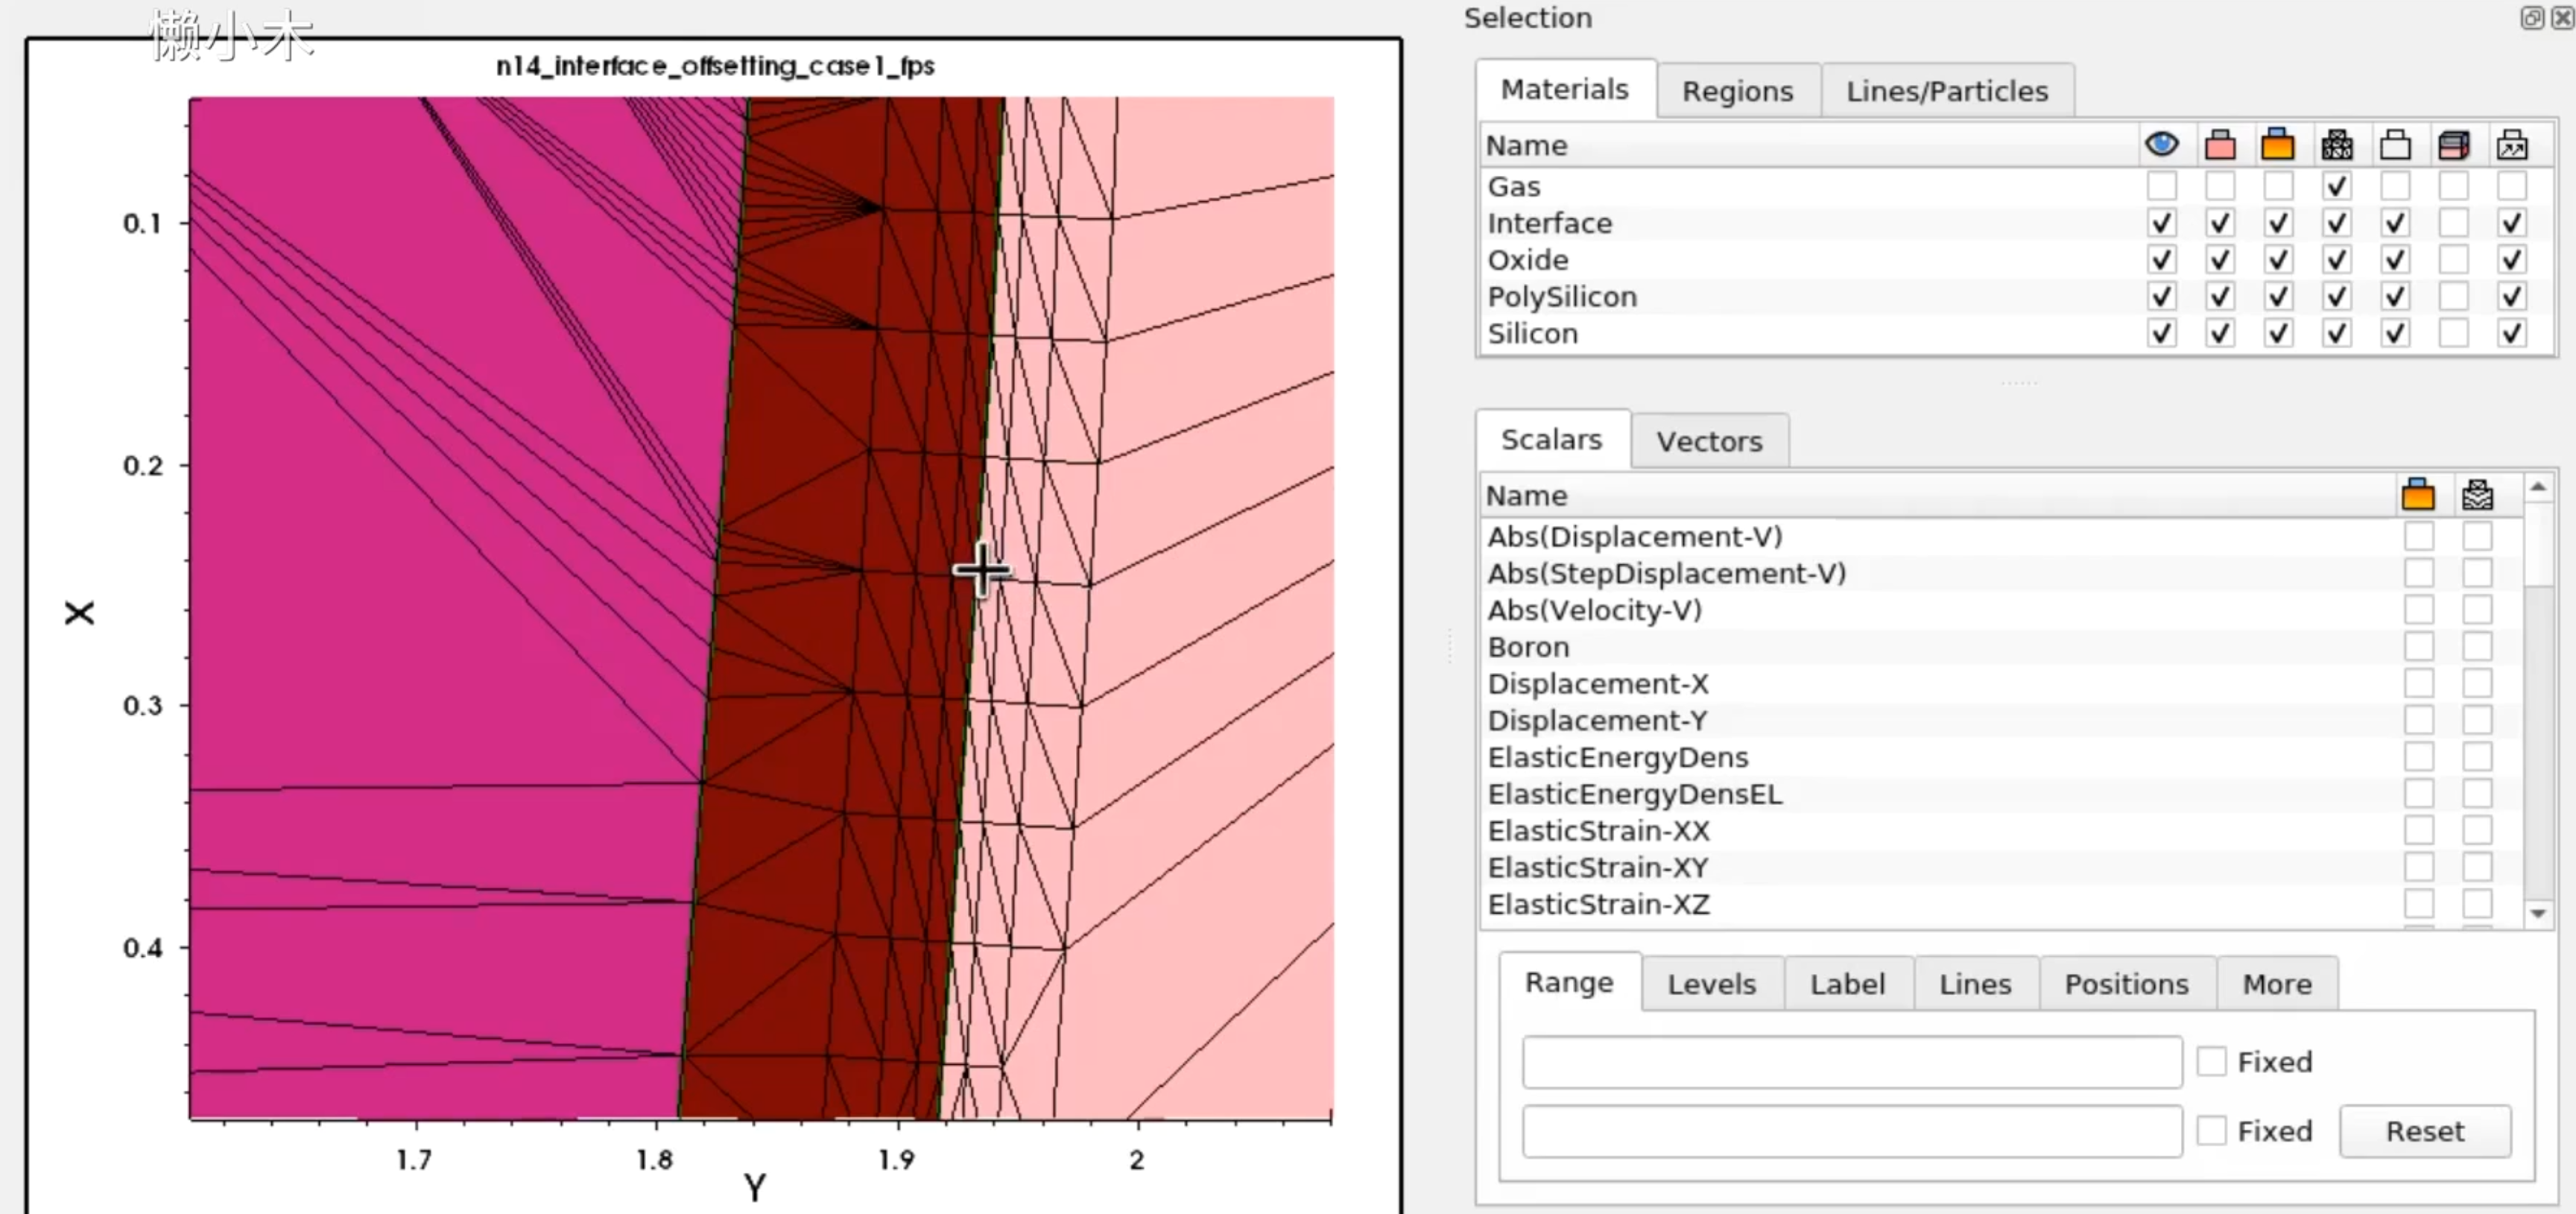 懒小木
n14_interface_offsetting_case1_fps
0.1
0.2
0.3
0.4
X
1.7 1.8 1.9 2
Y
Selection
Materials Regions Lines/Particles
Name
Gas
Interface
Oxide
PolySilicon
Silicon
Scalars Vectors
Name
Abs(Displacement-V)
Abs(StepDisplacement-V)
Abs(Velocity-V)
Boron
Displacement-X
Displacement-Y
ElasticEnergyDens
ElasticEnergyDensEL
ElasticStrain-XX
ElasticStrain-XY
ElasticStrain-XZ
Range Levels Label Lines Positions More
Fixed
Fixed Reset